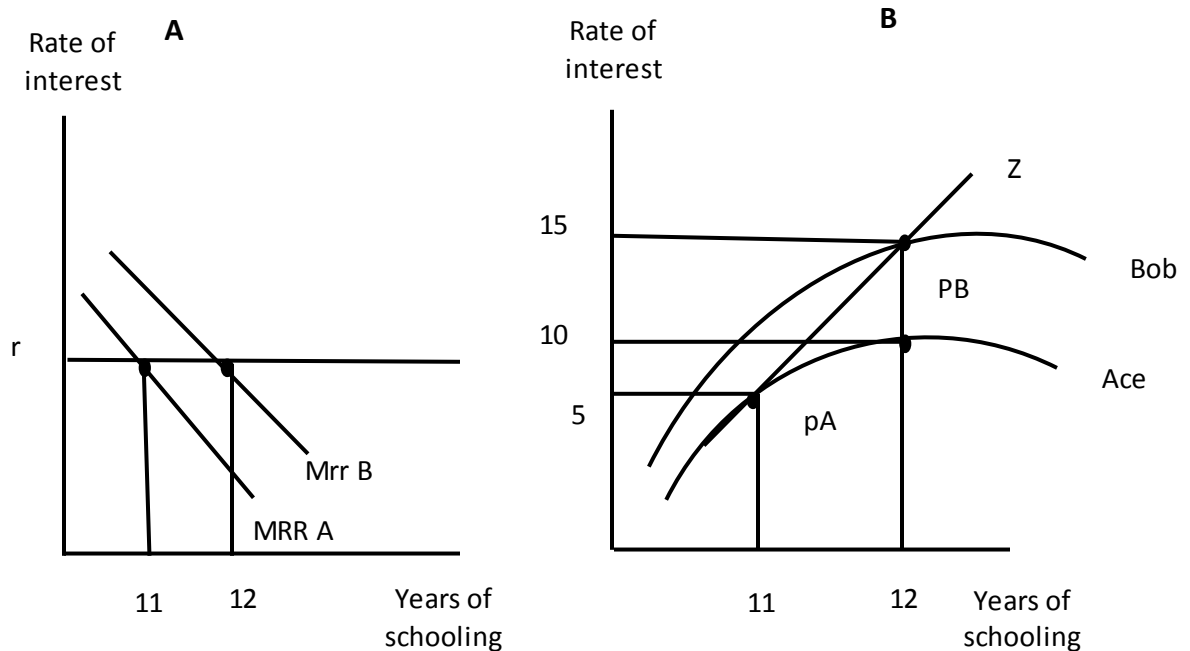 A
Rate of
interest
r
Mrr B
MRR A
11
12
Years of
schooling
B
Rate of
interest
Z
15
Bob
PB
10
Ace
5
pA
11
12
Years of
schooling